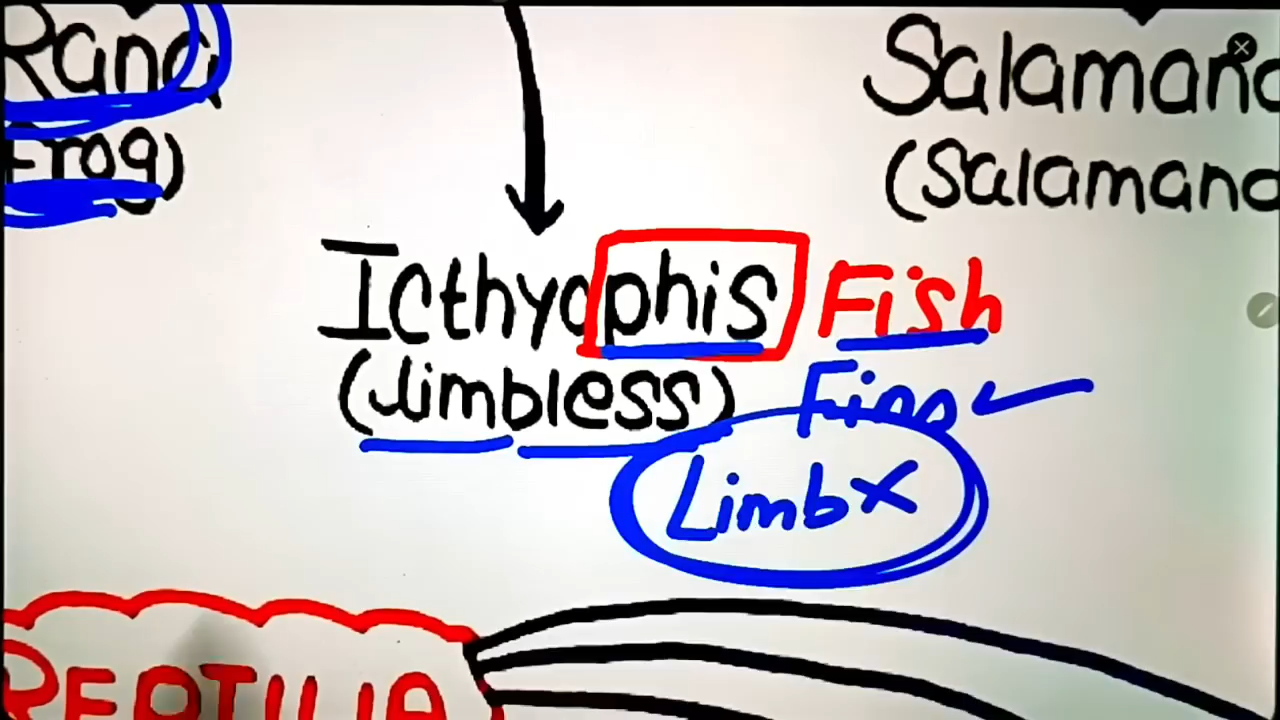 Rana
(Frog)
Salamand
(Salamand
Icthyophis Fish
(limbless) Fins
Limb X
REPTILIA